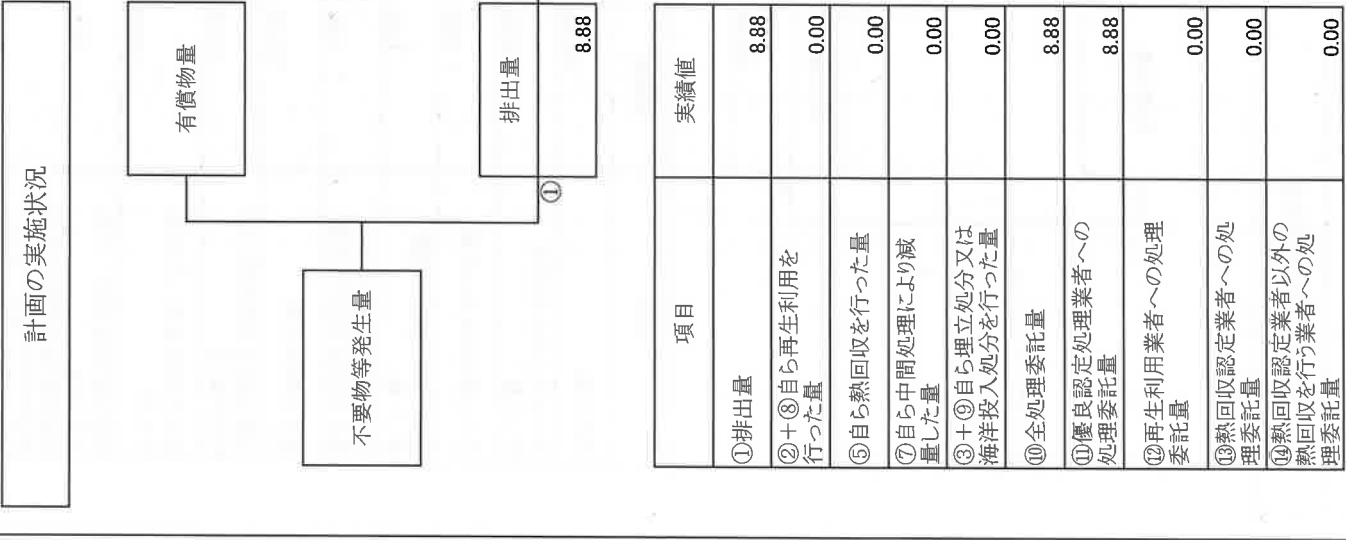 計画の実施状況
有償物量
不要物等発生量
排出量
①
8.88
項目
実績値
①排出量
8.88
②+⑧自ら再生利用を
行った量
0.00
⑤自ら熱回収を行った量
0.00
⑦自ら中間処理により減
量した量
0.00
③+⑨自ら埋立処分又は
海洋投入処分を行った量
0.00
⑩全処理委託量
8.88
⑪優良認定処理業者への
処理委託量
8.88
⑫再生利用業者への処理
委託量
0.00
⑬熱回収認定業者への処
理委託量
0.00
⑭熱回収認定業者以外の
熱回収を行う業者への処
理委託量
0.00